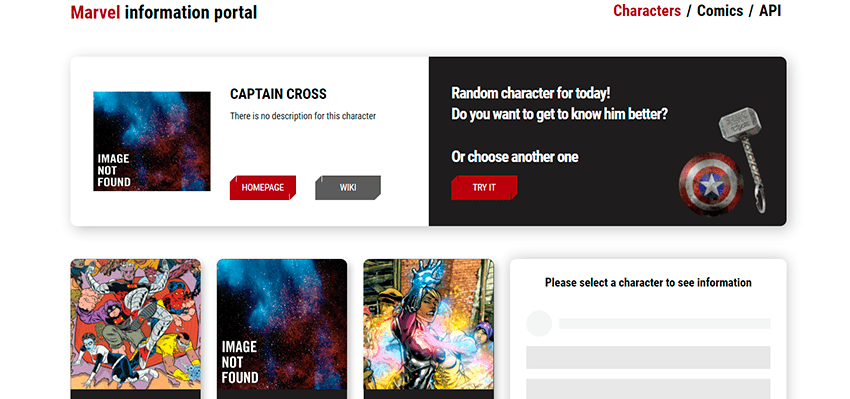 Marvel information portal
Characters / Comics / API
CAPTAIN CROSS
There is no description for this character
IMAGE
NOT
FOUND
HOMEPAGE
WIKI
Random character for today!
Do you want to get to know him better?
Or choose another one
TRY IT
IMAGE
NOT
FOUND
Please select a character to see information